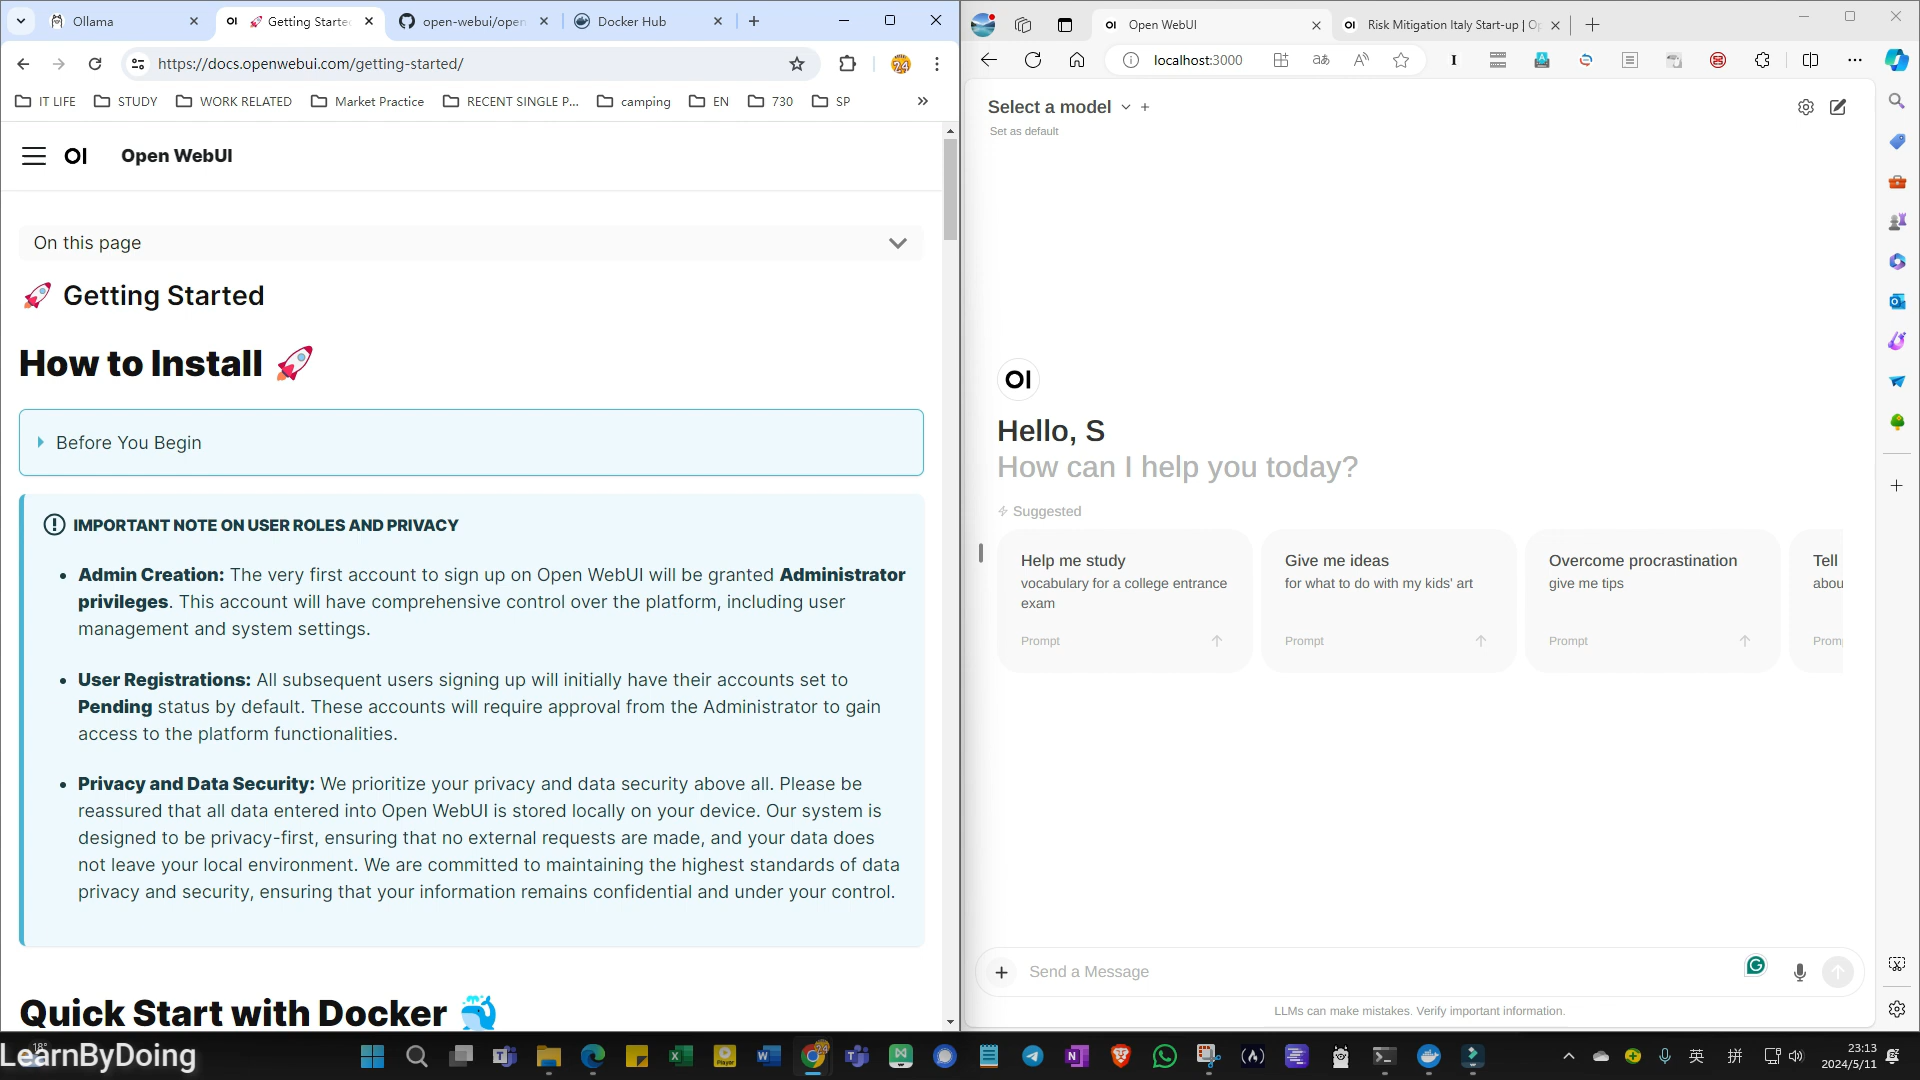 Ollama
Getting Starte
open-webui/open
Docker Hub
https://docs.openwebui.com/getting-started/
IT LIFE
STUDY
WORK RELATED
Market Practice
RECENT SINGLE P...
camping
EN
730
SP
OI
Open WebUI
On this page
Getting Started
How to Install
Before You Begin
IMPORTANT NOTE ON USER ROLES AND PRIVACY
Admin Creation: The very first account to sign up on Open WebUI will be granted Administrator
privileges. This account will have comprehensive control over the platform, including user
management and system settings.
User Registrations: All subsequent users signing up will initially have their accounts set to
Pending status by default. These accounts will require approval from the Administrator to gain
access to the platform functionalities.
Privacy and Data Security: We prioritize your privacy and data security above all. Please be
reassured that all data entered into Open WebUI is stored locally on your device. Our system is
designed to be privacy-first, ensuring that no external requests are made, and your data does
not leave your local environment. We are committed to maintaining the highest standards of data
privacy and security, ensuring that your information remains confidential and under your control.
Quick Start with Docker
Open WebUI
Risk Mitigation Italy Start-up | Op
localhost:3000
Select a model
Set as default
OI
Hello, S
How can I help you today?
Suggested
Help me study
vocabulary for a college entrance
exam
Prompt
Give me ideas
for what to do with my kids' art
Prompt
Overcome procrastination
give me tips
Prompt
Tell
abou
Prom
Send a Message
LLMs can make mistakes. Verify important information.
LearnByDoing
英
拼
23:13
2024/5/11